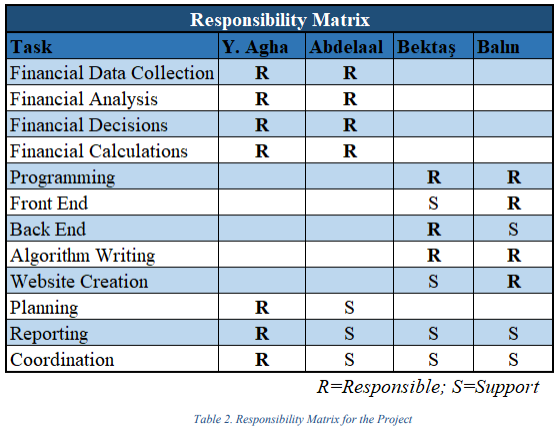 Responsibility Matrix
Task Y. Agha Abdelaal Bektaş Balın
Financial Data Collection R R
Financial Analysis R R
Financial Decisions R R
Financial Calculations R R
Programming R R
Front End S R
Back End R S
Algorithm Writing R R
Website Creation S R
Planning R S
Reporting R S S S
Coordination R S S S
R=Responsible; S=Support
Table 2. Responsibility Matrix for the Project